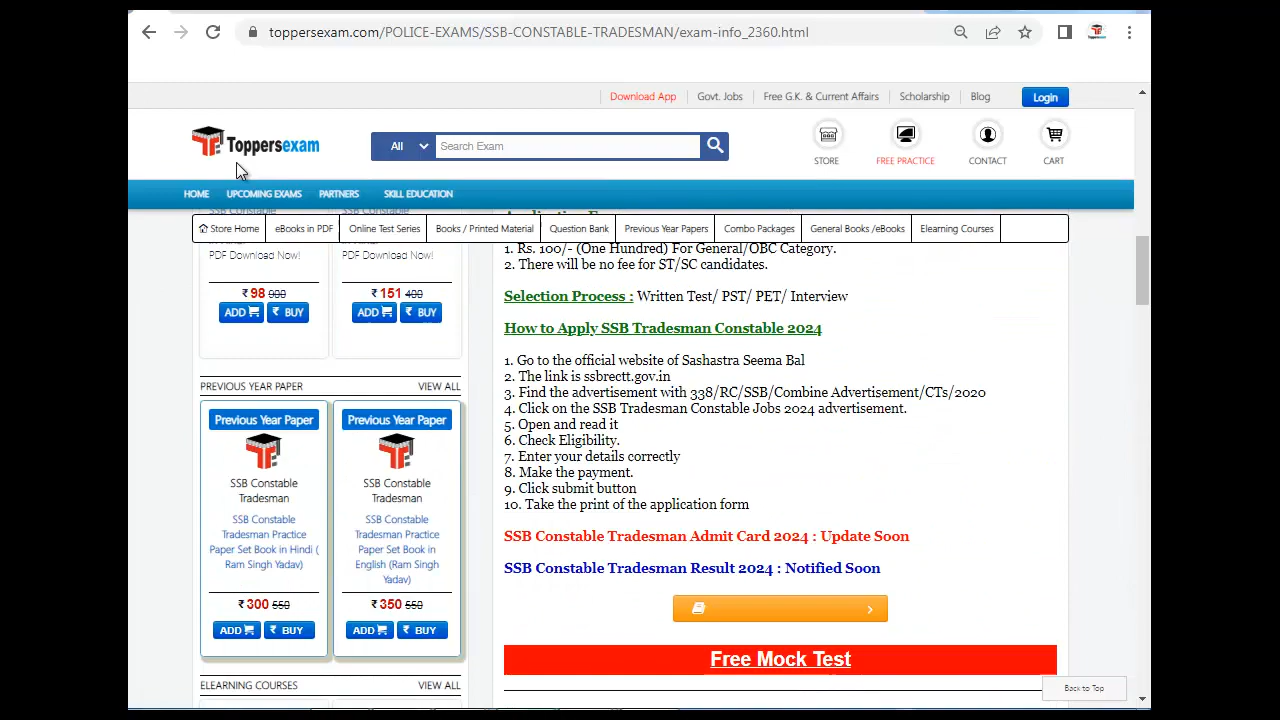 toppersexam.com/POLICE-EXAMS/SSB-CONSTABLE-TRADESMAN/exam-info_2360.html
Download App Govt. Jobs Free G.K. & Current Affairs Scholarship Blog Login
Toppersexam
All Search Exam
STORE FREE PRACTICE CONTACT CART
HOME UPCOMING EXAMS PARTNERS SKILL EDUCATION
SSB Constable SSB Constable
Store Home eBooks in PDF Online Test Series Books / Printed Material Question Bank Previous Year Papers Combo Packages General Books /eBooks Elearning Courses
PDF Download Now! PDF Download Now!
₹ 98 900 ₹ 151 400
ADD ₹ BUY ADD ₹ BUY
PREVIOUS YEAR PAPER VIEW ALL
Previous Year Paper
SSB Constable
Tradesman
SSB Constable
Tradesman Practice
Paper Set Book in Hindi (
Ram Singh Yadav)
₹ 300 550
ADD ₹ BUY
Previous Year Paper
SSB Constable
Tradesman
SSB Constable
Tradesman Practice
Paper Set Book in
English (Ram Singh
Yadav)
₹ 350 550
ADD ₹ BUY
ELEARNING COURSES VIEW ALL
1. Rs. 100/- (One Hundred) For General/OBC Category.
2. There will be no fee for ST/SC candidates.
Selection Process : Written Test/ PST/ PET/ Interview
How to Apply SSB Tradesman Constable 2024
1. Go to the official website of Sashastra Seema Bal
2. The link is ssbrectt.gov.in
3. Find the advertisement with 338/RC/SSB/Combine Advertisement/CTs/2020
4. Click on the SSB Tradesman Constable Jobs 2024 advertisement.
5. Open and read it
6. Check Eligibility.
7. Enter your details correctly
8. Make the payment.
9. Click submit button
10. Take the print of the application form
SSB Constable Tradesman Admit Card 2024 : Update Soon
SSB Constable Tradesman Result 2024 : Notified Soon
Free Mock Test
Back to Top